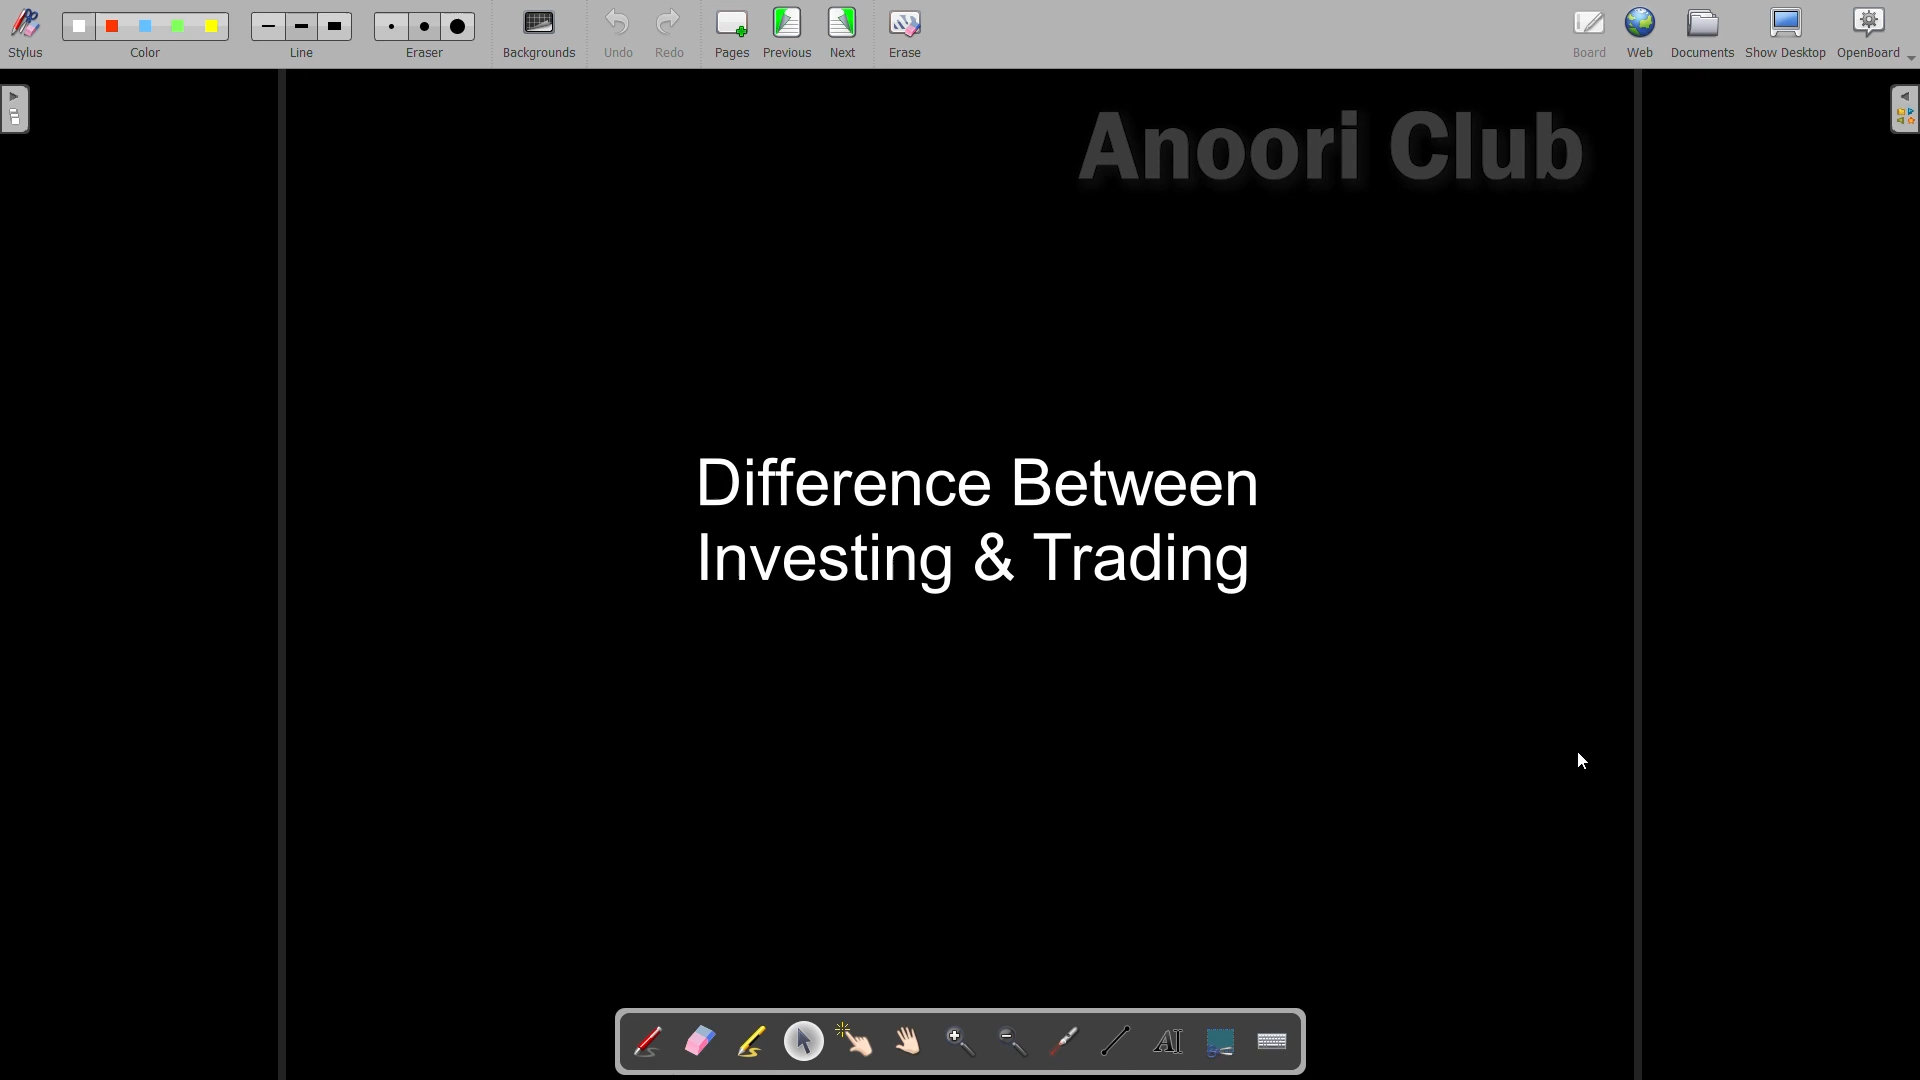 Stylus
Color
Line
Eraser
Backgrounds
Undo
Redo
Pages
Previous
Next
Erase
Board
Web
Documents
Show Desktop
OpenBoard
Anoori Club
Difference Between
Investing & Trading